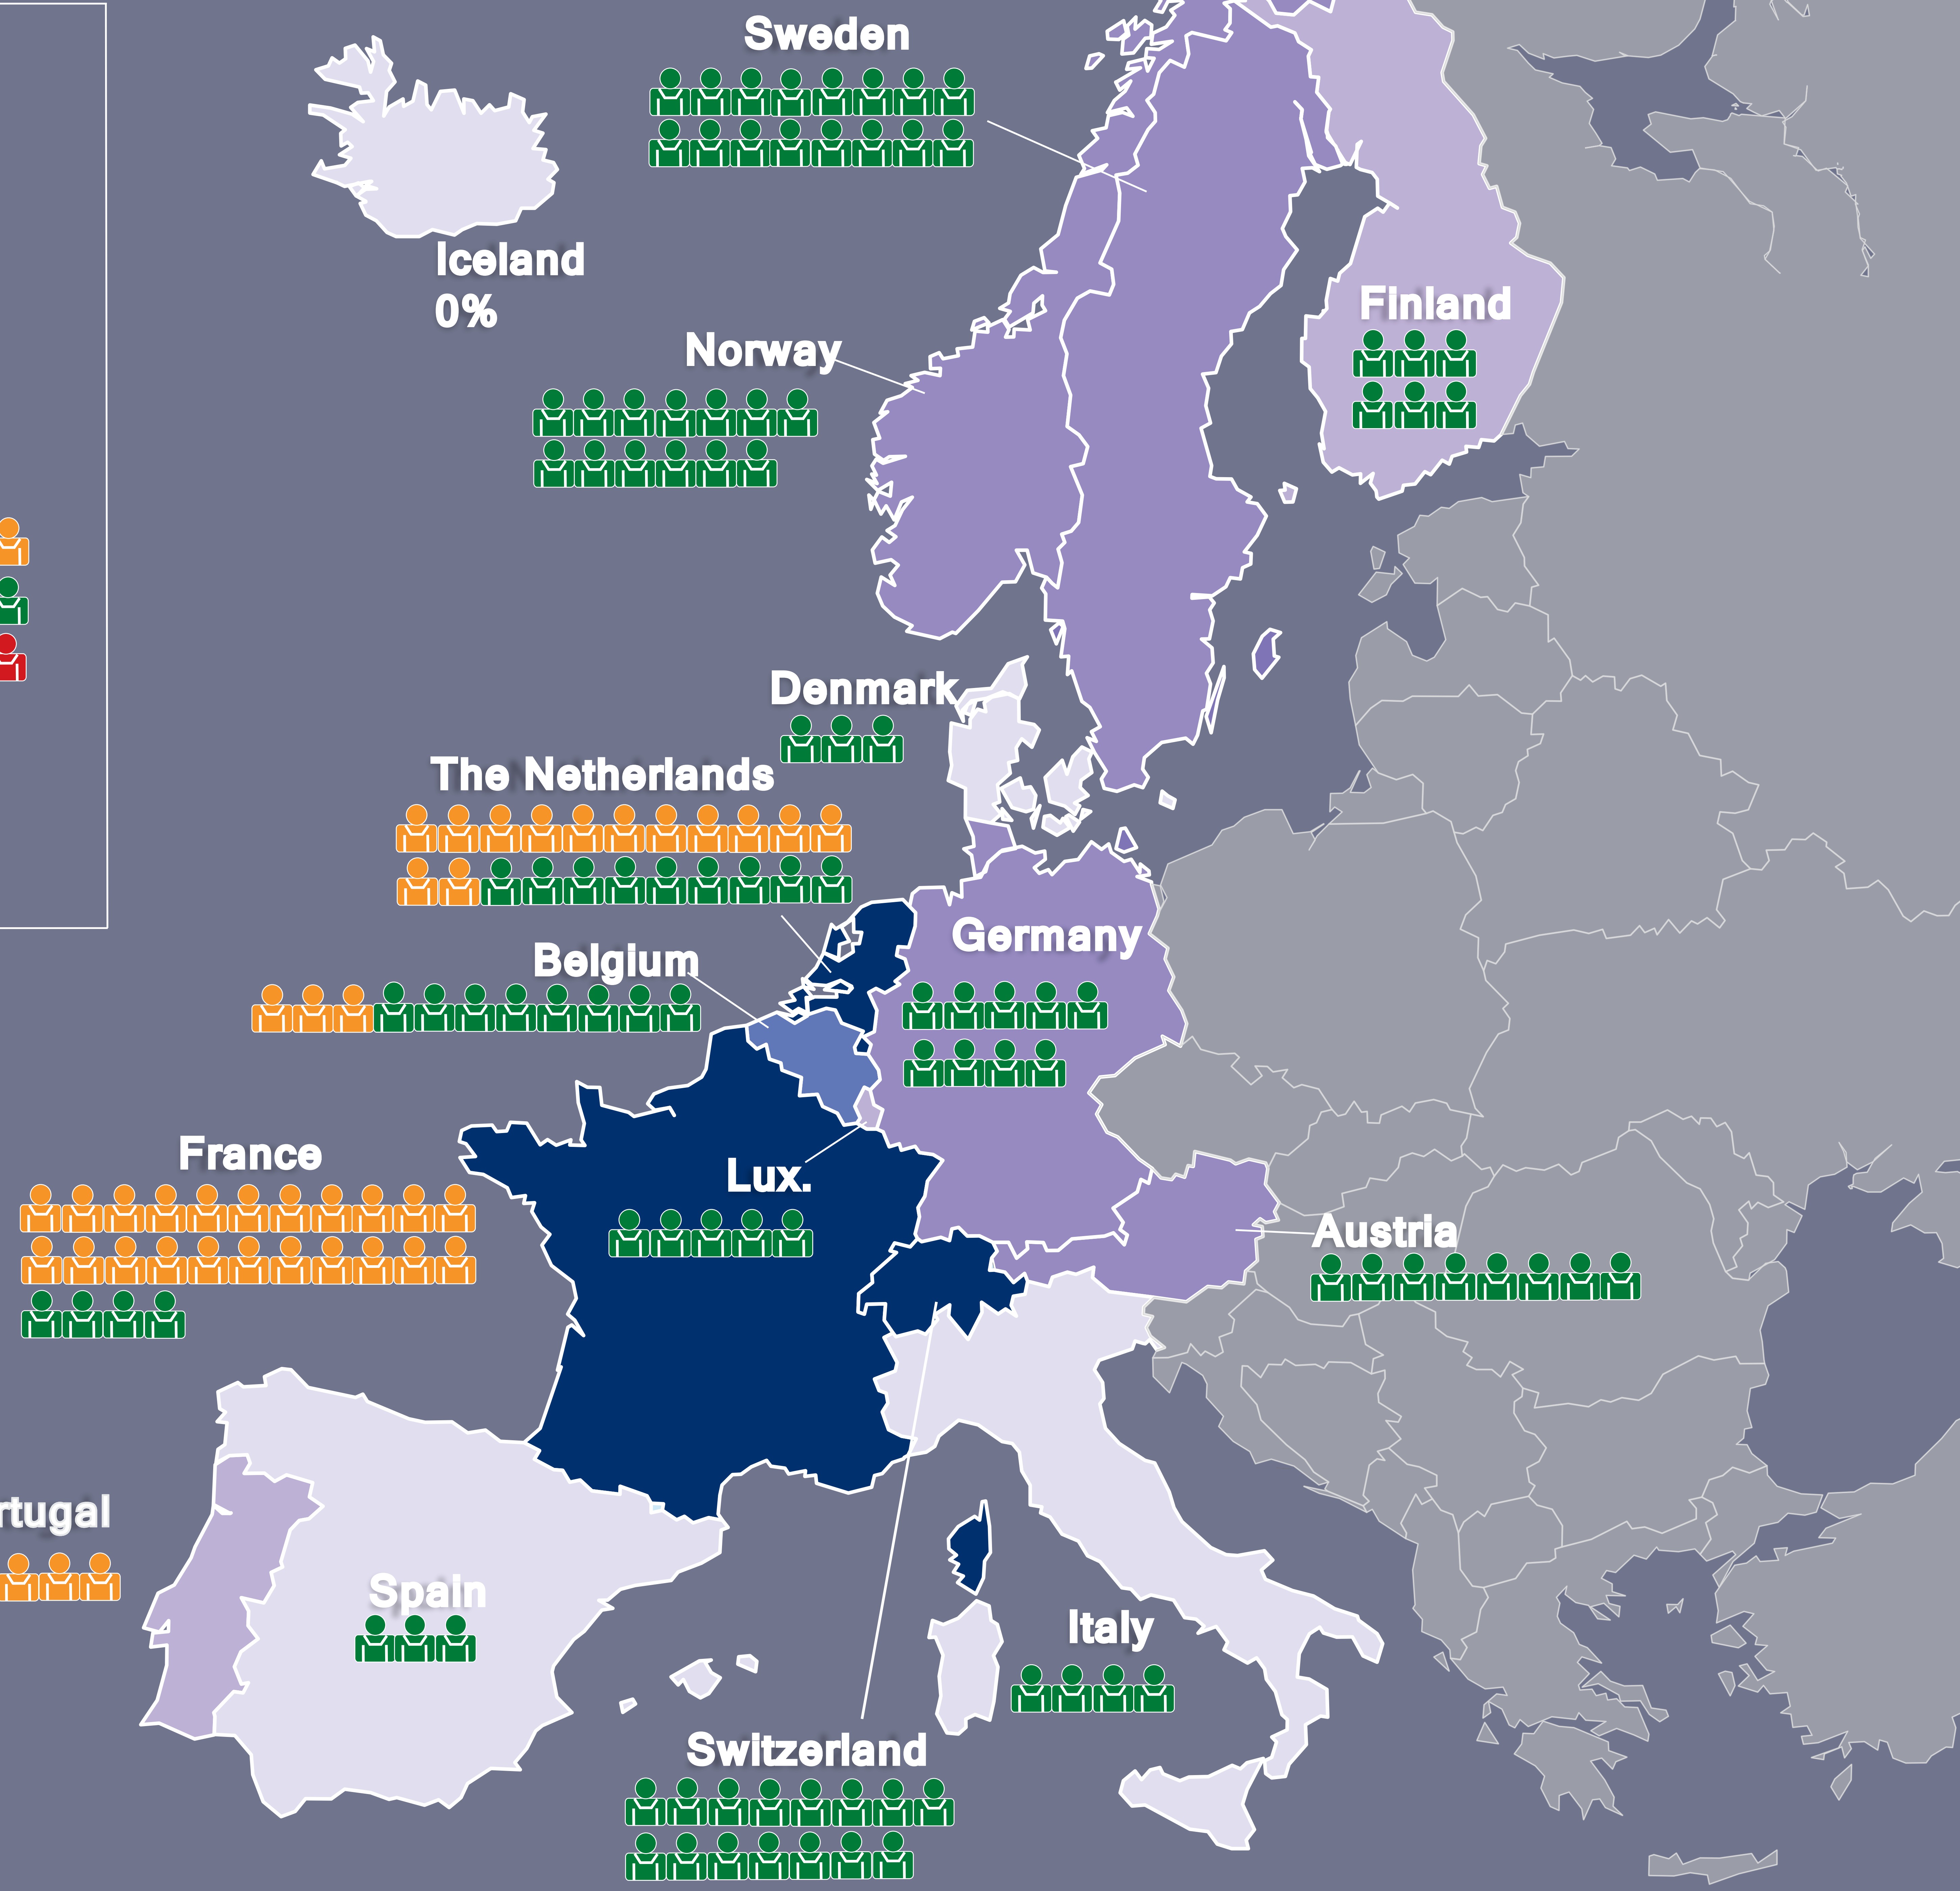 Sweden
Iceland
0%
Finland
Norway
Denmark
The Netherlands
Germany
Belgium
France
Lux.
Austria
rtugal
Spain
Italy
Switzerland